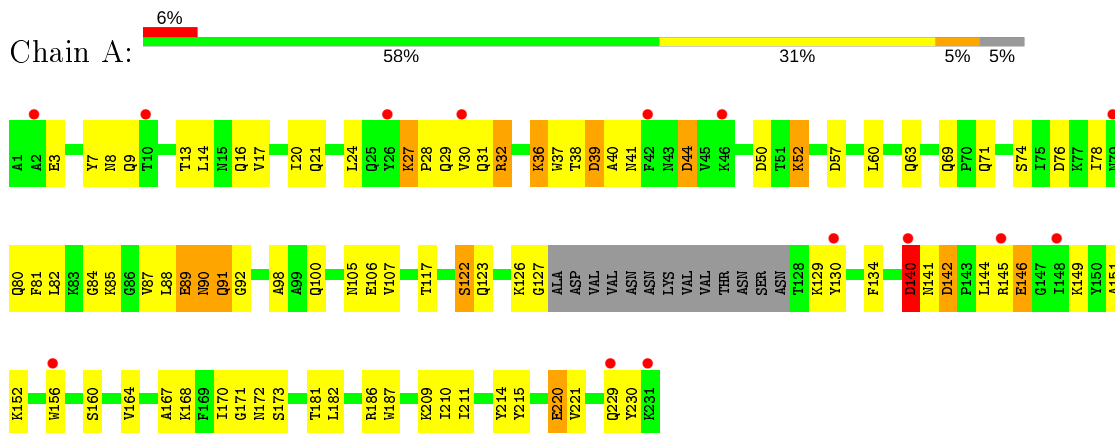 6%
Chain A:
58% 31% 5% 5%
A1 A2 E3 Y7 N8 Q9 T10 T13 L14 N15 Q16 V17 I20 Q21 L24 Q25 Y26 K27 P28 Q29 V30 Q31 R32 K36 W37 T38 D39 A40 N41 F42 N43 D44 V45 K46 D50 T51 K52 D57 L60 Q63 Q69 P70 Q71 S74 I75 D76 K77 I78 N79
Q80 F81 L82 K83 G84 K85 G86 V87 L88 E89 N90 Q91 G92 A98 A99 Q100 N105 E106 V107 T117 S122 Q123 K126 G127 ALA ASP VAL VAL ASN ASN LYS VAL VAL THR ASN SER ASN T128 K129 Y130 F134 D140 N141 D142 P143 L144 R145 E146 G147 I148 K149 Y150 A151
K152 W156 S160 V164 A167 K168 F169 I170 G171 N172 S173 T181 L182 R186 W187 K209 I210 I211 Y214 Y215 E220 V221 Q229 Y230 K231